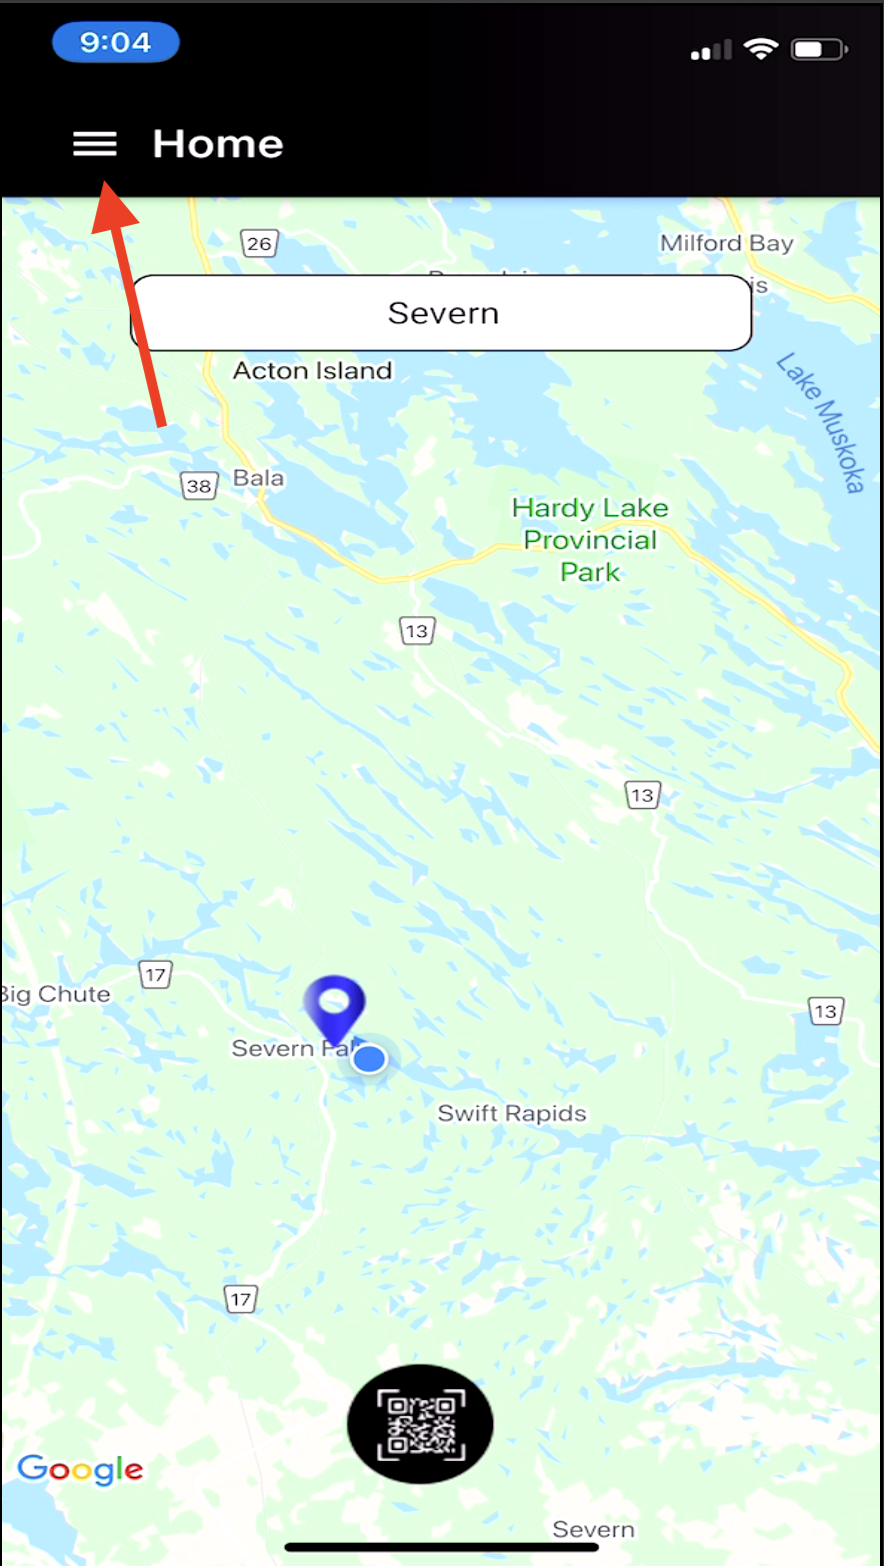 9:04
Home
26
Milford Bay
is
Severn
Acton Island
Lake Muskoka
38
Bala
Hardy Lake
Provincial
Park
13
13
17
Big Chute
13
Severn Fal
Swift Rapids
17
Google
Severn